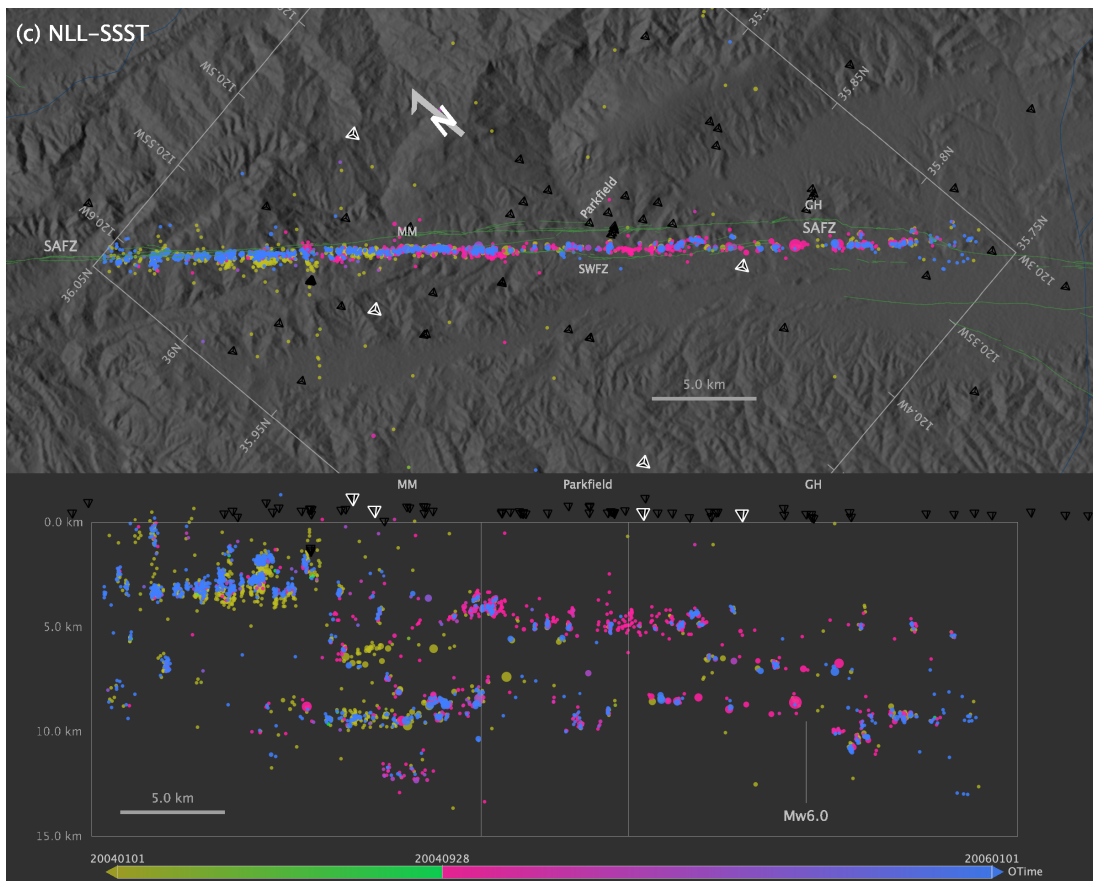 (c) NLL-SSST
120.5W
35.85N
120.55W
N
35.8N
Parkfield
120.6W
GH
SAFZ
MM
SAFZ
35.75N
SWFZ
120.3W
36.05N
36N
120.35W
5.0 km
120.4W
35.95N
MM
Parkfield
GH
0.0 km
5.0 km
10.0 km
5.0 km
Mw6.0
15.0 km
20040101
20040928
20060101
OTime